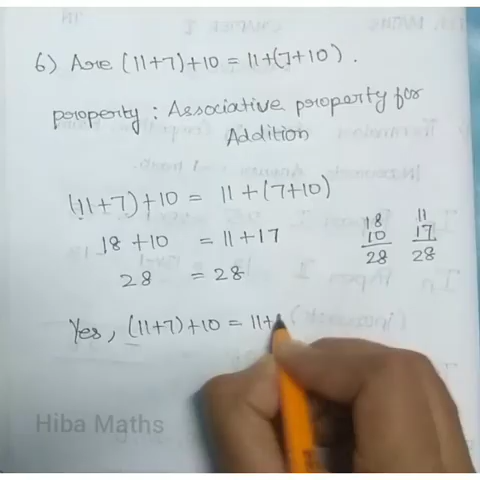 6) Are (11+7)+10 = 11+(7+10).
property : Associative property for
Addition
(11+7)+10 = 11+(7+10)
18+10 = 11+17
28 = 28
18
10
28
11
17
28
Yes, (11+7)+10 = 11+
Hiba Maths